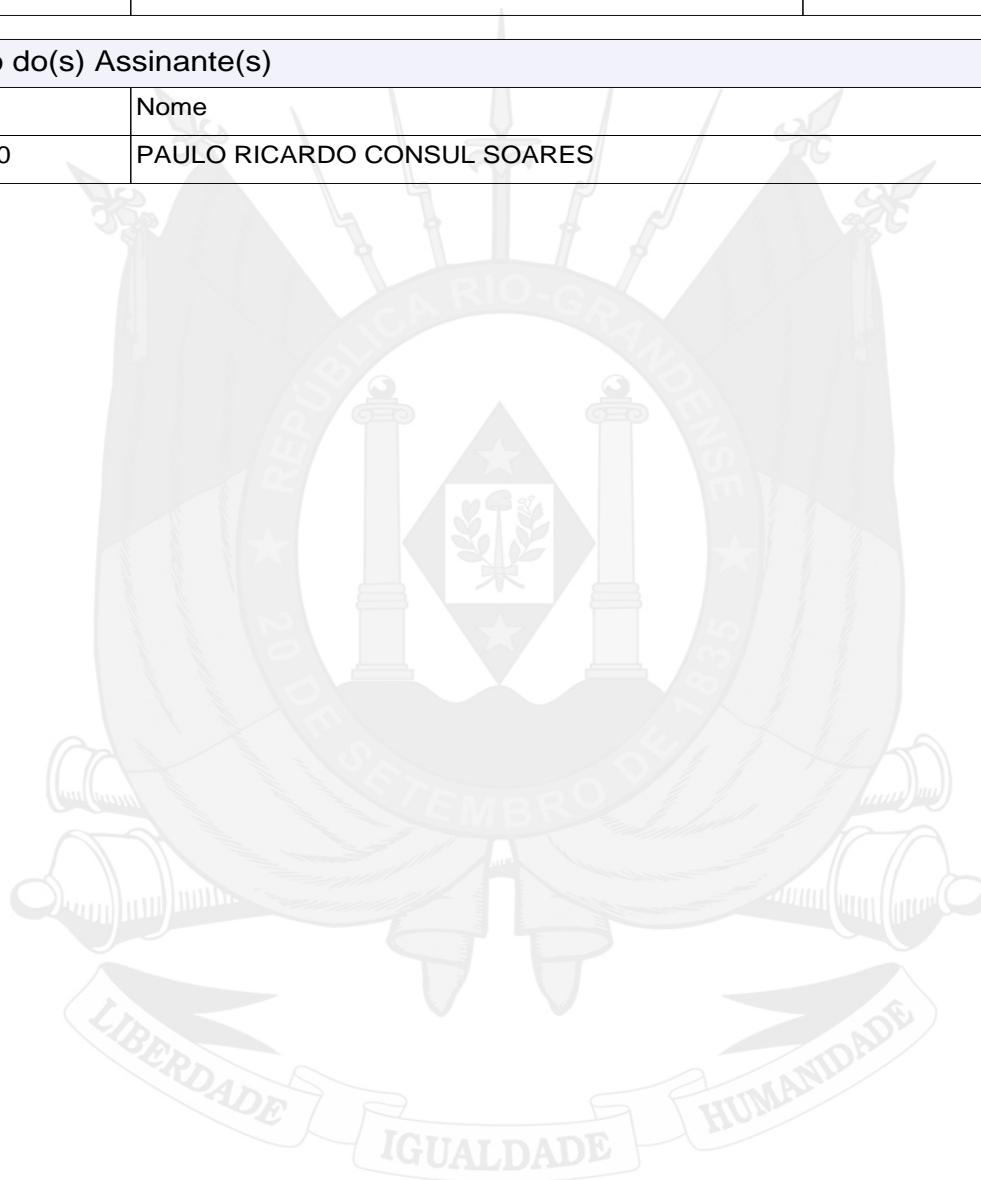 o do(s) Assinante(s)
Nome
0 PAULO RICARDO CONSUL SOARES
REPÚBLICA RIO-GRANDENSE
20 DE SETEMBRO DE 1835
LIBERDADE IGUALDADE HUMANIDADE